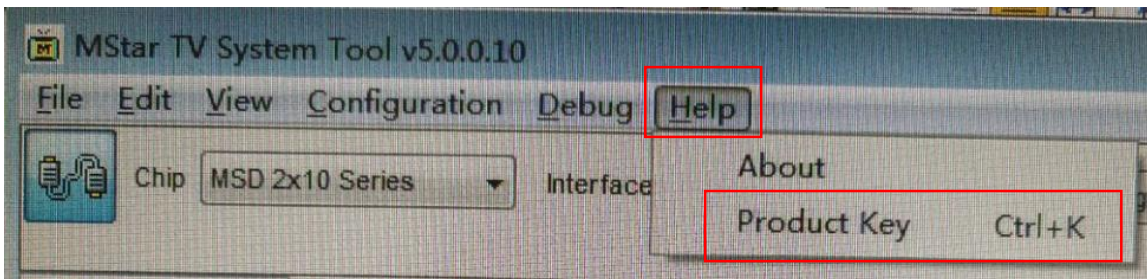 MStar TV System Tool v5.0.0.10
File Edit View Configuration Debug Help
About
Chip MSD 2x10 Series Interface
Product Key Ctrl+K